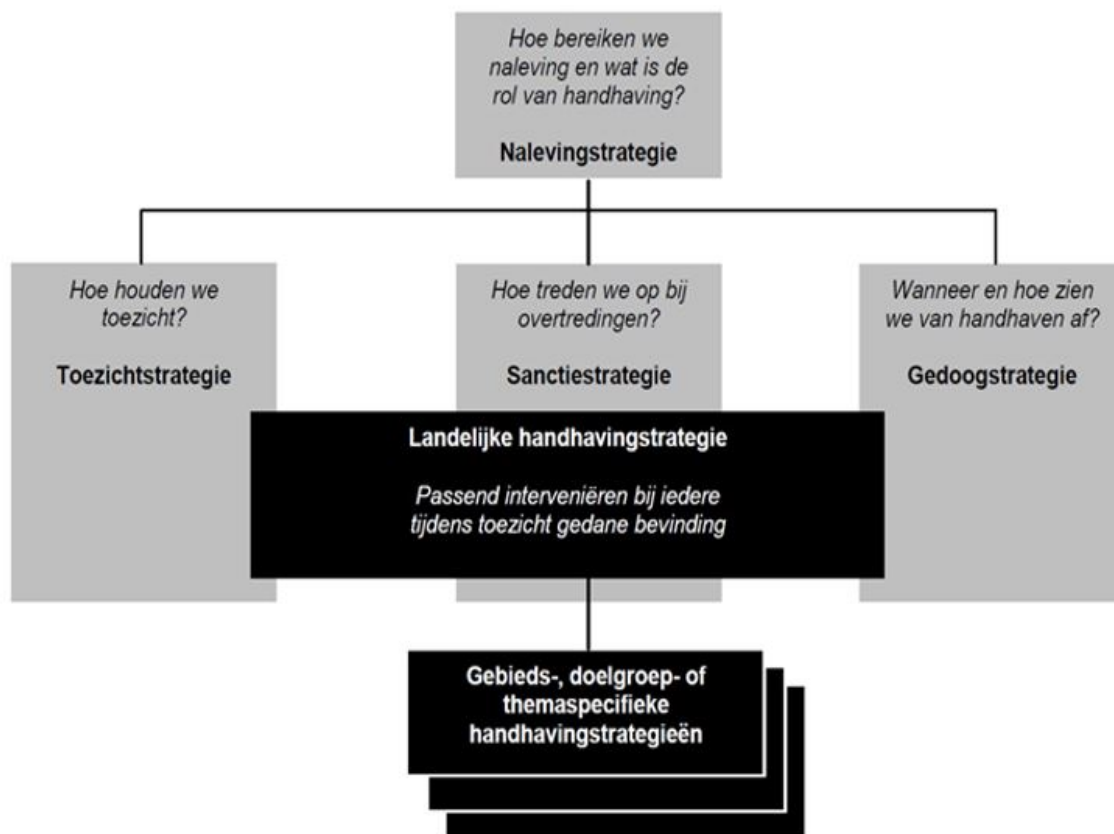 Hoe bereiken we
naleving en wat is de
rol van handhaving?
Nalevingstrategie
Hoe houden we
toezicht?
Toezichtstrategie
Hoe treden we op bij
overtredingen?
Sanctiestrategie
Wanneer en hoe zien
we van handhaven af?
Gedoogstrategie
Landelijke handhavingstrategie
Passend interveniëren bij iedere
tijdens toezicht gedane bevinding
Gebieds-, doelgroep- of
themaspecifieke
handhavingstrategieën